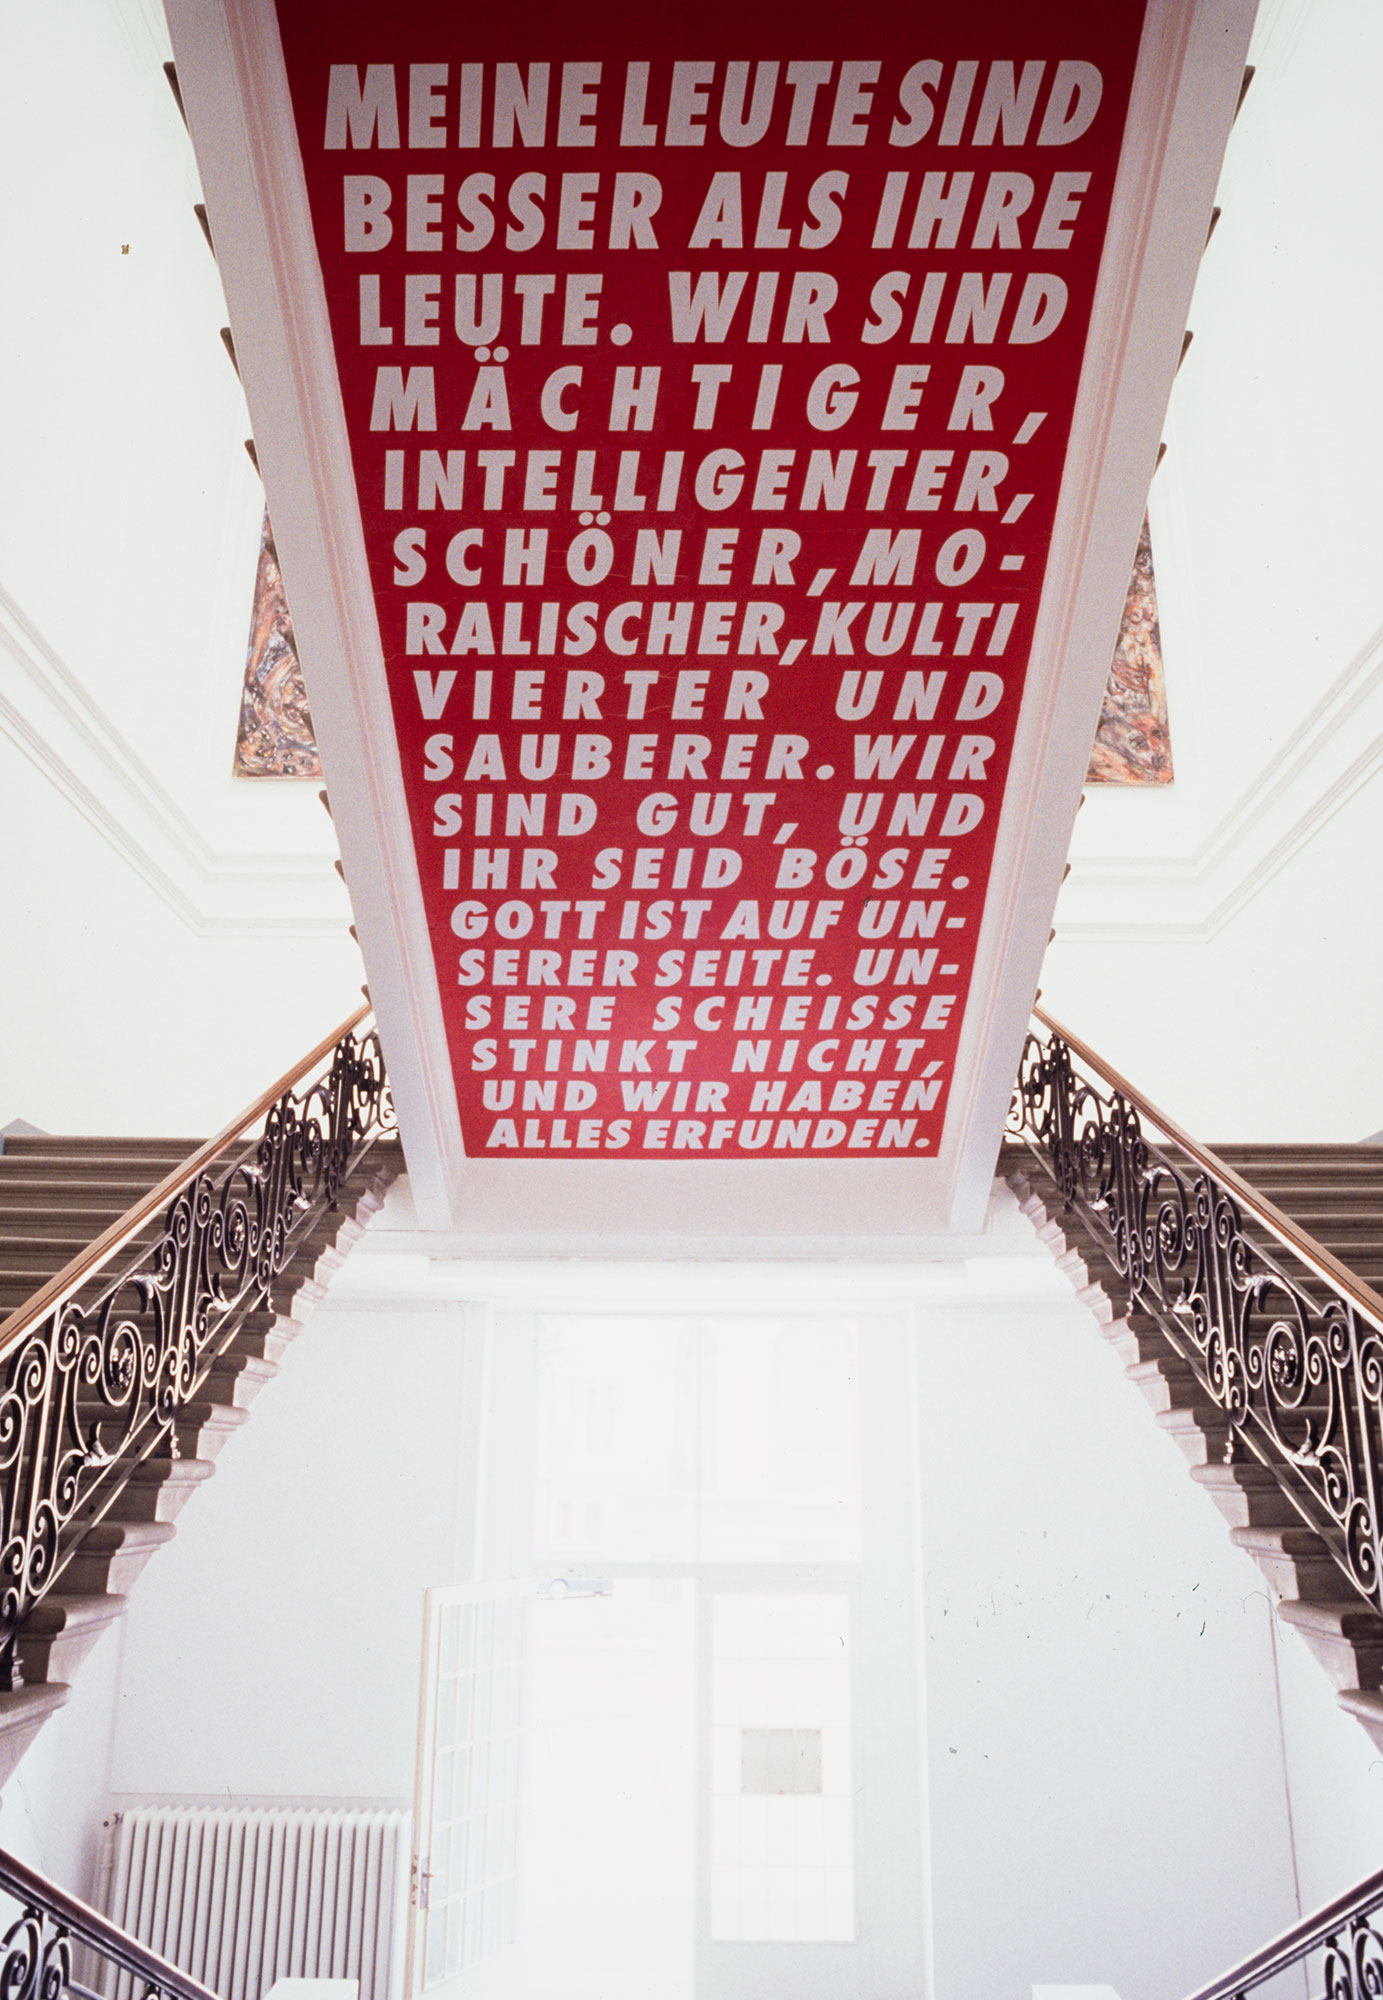 MEINE LEUTE SIND
BESSER ALS IHRE
LEUTE. WIR SIND
MÄCHTIGER,
INTELLIGENTER,
SCHÖNER, MO-
RALISCHER, KULTI
VIERTER UND
SAUBERER. WIR
SIND GUT, UND
IHR SEID BÖSE.
GOTT IST AUF UN-
SERER SEITE. UN-
SERE SCHEISSE
STINKT NICHT,
UND WIR HABEN
ALLES ERFUNDEN.